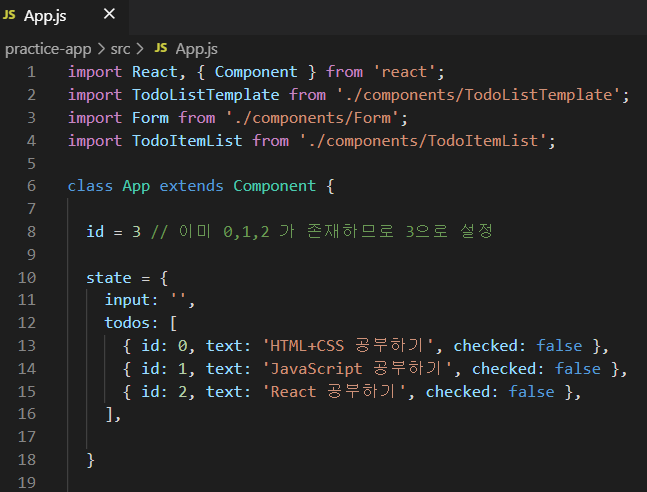 JS App.js ×
practice-app > src > JS App.js
1 import React, { Component } from 'react';
2 import TodoListTemplate from './components/TodoListTemplate';
3 import Form from './components/Form';
4 import TodoItemList from './components/TodoItemList';
5
6 class App extends Component {
7
8 id = 3 // 이미 0,1,2 가 존재하므로 3으로 설정
9
10 state = {
11 input: '',
12 todos: [
13 { id: 0, text: 'HTML+CSS 공부하기', checked: false },
14 { id: 1, text: 'JavaScript 공부하기', checked: false },
15 { id: 2, text: 'React 공부하기', checked: false },
16 ],
17
18 }
19